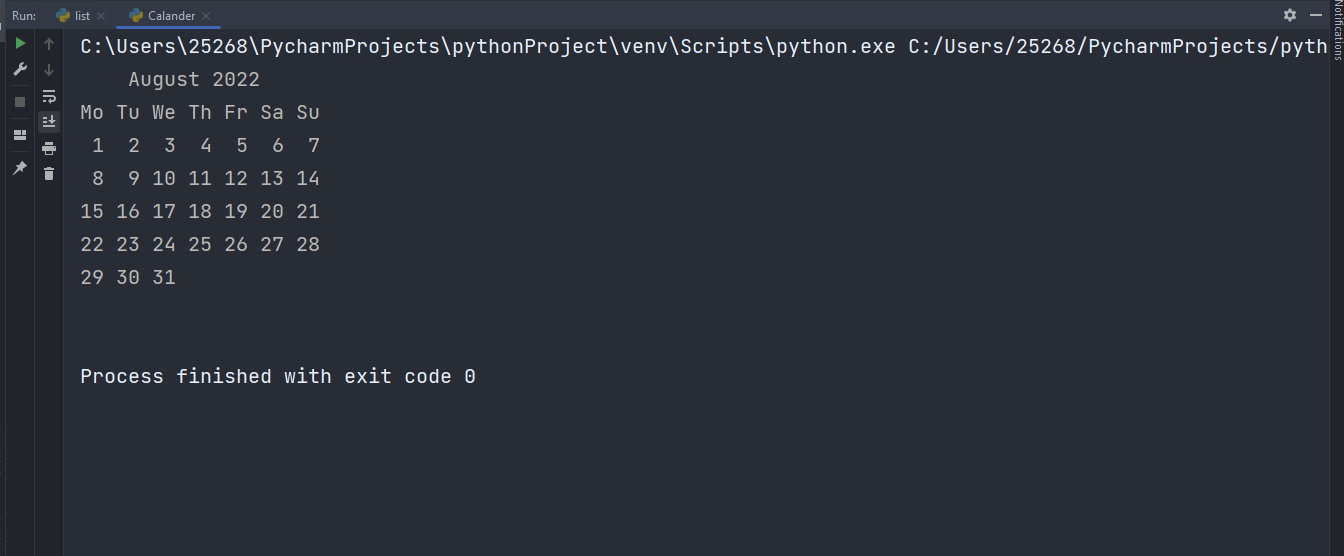 Run: list Calander
C:\Users\25268\PycharmProjects\pythonProject\venv\Scripts\python.exe C:/Users/25268/PycharmProjects/pyth
August 2022
Mo Tu We Th Fr Sa Su
1 2 3 4 5 6 7
8 9 10 11 12 13 14
15 16 17 18 19 20 21
22 23 24 25 26 27 28
29 30 31
Process finished with exit code 0
Notifications